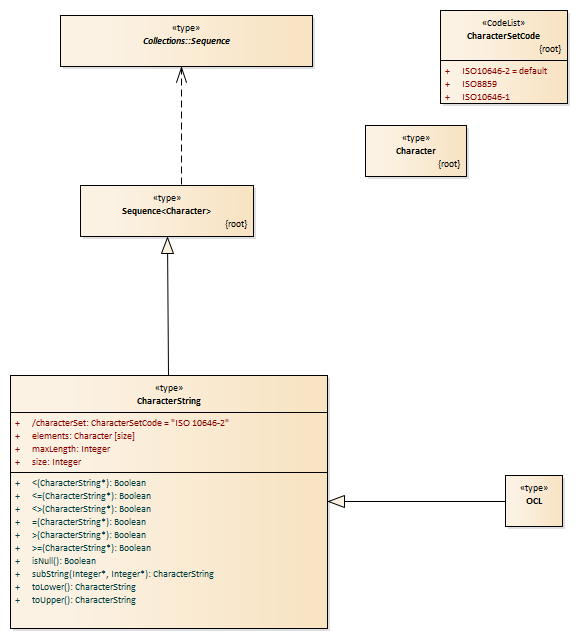 «type»
Collections::Sequence
«CodeList»
CharacterSetCode
{root}
+ ISO10646-2 = default
+ ISO8859
+ ISO10646-1
«type»
Character
{root}
«type»
Sequence<Character>
{root}
«type»
CharacterString
+ /characterSet: CharacterSetCode = "ISO 10646-2"
+ elements: Character [size]
+ maxLength: Integer
+ size: Integer
+ <(CharacterString*): Boolean
+ <=(CharacterString*): Boolean
+ <>(CharacterString*): Boolean
+ =(CharacterString*): Boolean
+ >(CharacterString*): Boolean
+ >=(CharacterString*): Boolean
+ isNull(): Boolean
+ subString(Integer*, Integer*): CharacterString
+ toLower(): CharacterString
+ toUpper(): CharacterString
«type»
OCL